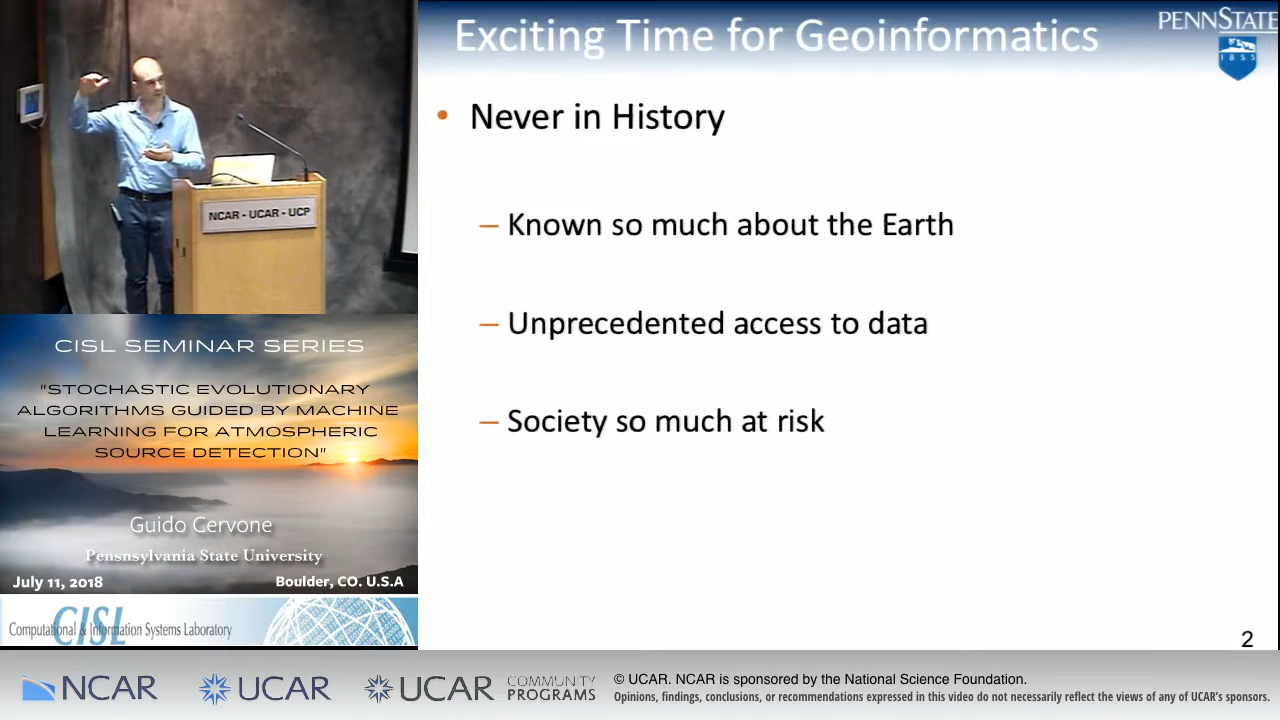 Exciting Time for Geoinformatics
PENNSTATE
1855
• Never in History
– Known so much about the Earth
– Unprecedented access to data
– Society so much at risk
2
NCAR - UCAR - UCP
CISL SEMINAR SERIES
"STOCHASTIC EVOLUTIONARY
ALGORITHMS GUIDED BY MACHINE
LEARNING FOR ATMOSPHERIC
SOURCE DETECTION"
Guido Cervone
Pensnsylvania State University
July 11, 2018
Boulder, CO. U.S.A
CISL
Computational & Information Systems Laboratory
NCAR
UCAR
UCAR
COMMUNITY
PROGRAMS
© UCAR. NCAR is sponsored by the National Science Foundation.
Opinions, findings, conclusions, or recommendations expressed in this video do not necessarily reflect the views of any of UCAR's sponsors.